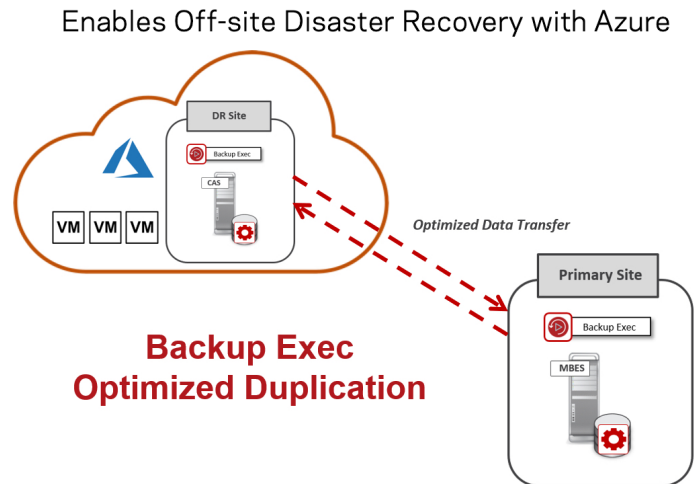 Enables Off-site Disaster Recovery with Azure
DR Site
Backup Exec
CAS
VM VM VM
Optimized Data Transfer
Primary Site
Backup Exec
MBES
Backup Exec
Optimized Duplication